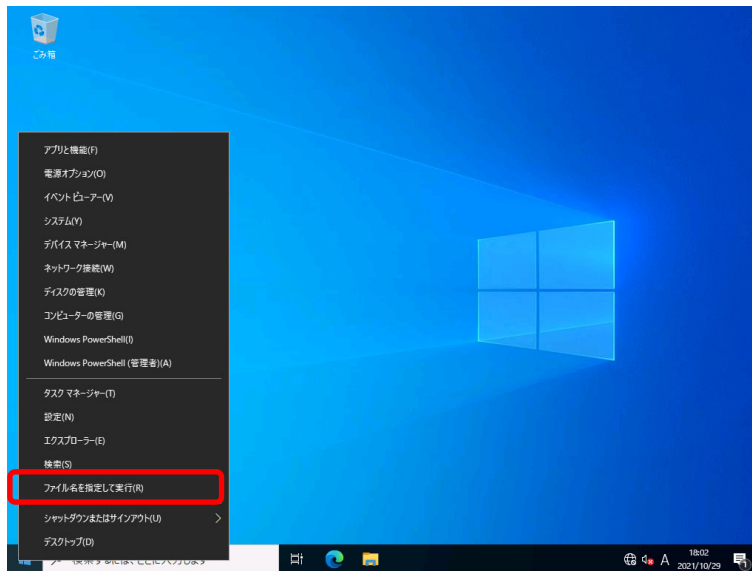 ごみ箱
アプリと機能(F)
電源オプション(O)
イベント ビューアー(V)
システム(Y)
デバイス マネージャー(M)
ネットワーク接続(W)
ディスクの管理(K)
コンピューターの管理(G)
Windows PowerShell(I)
Windows PowerShell (管理者)(A)
タスク マネージャー(T)
設定(N)
エクスプローラー(E)
検索(S)
ファイル名を指定して実行(R)
シャットダウンまたはサインアウト(U)
デスクトップ(D)
A
18:02
2021/10/29